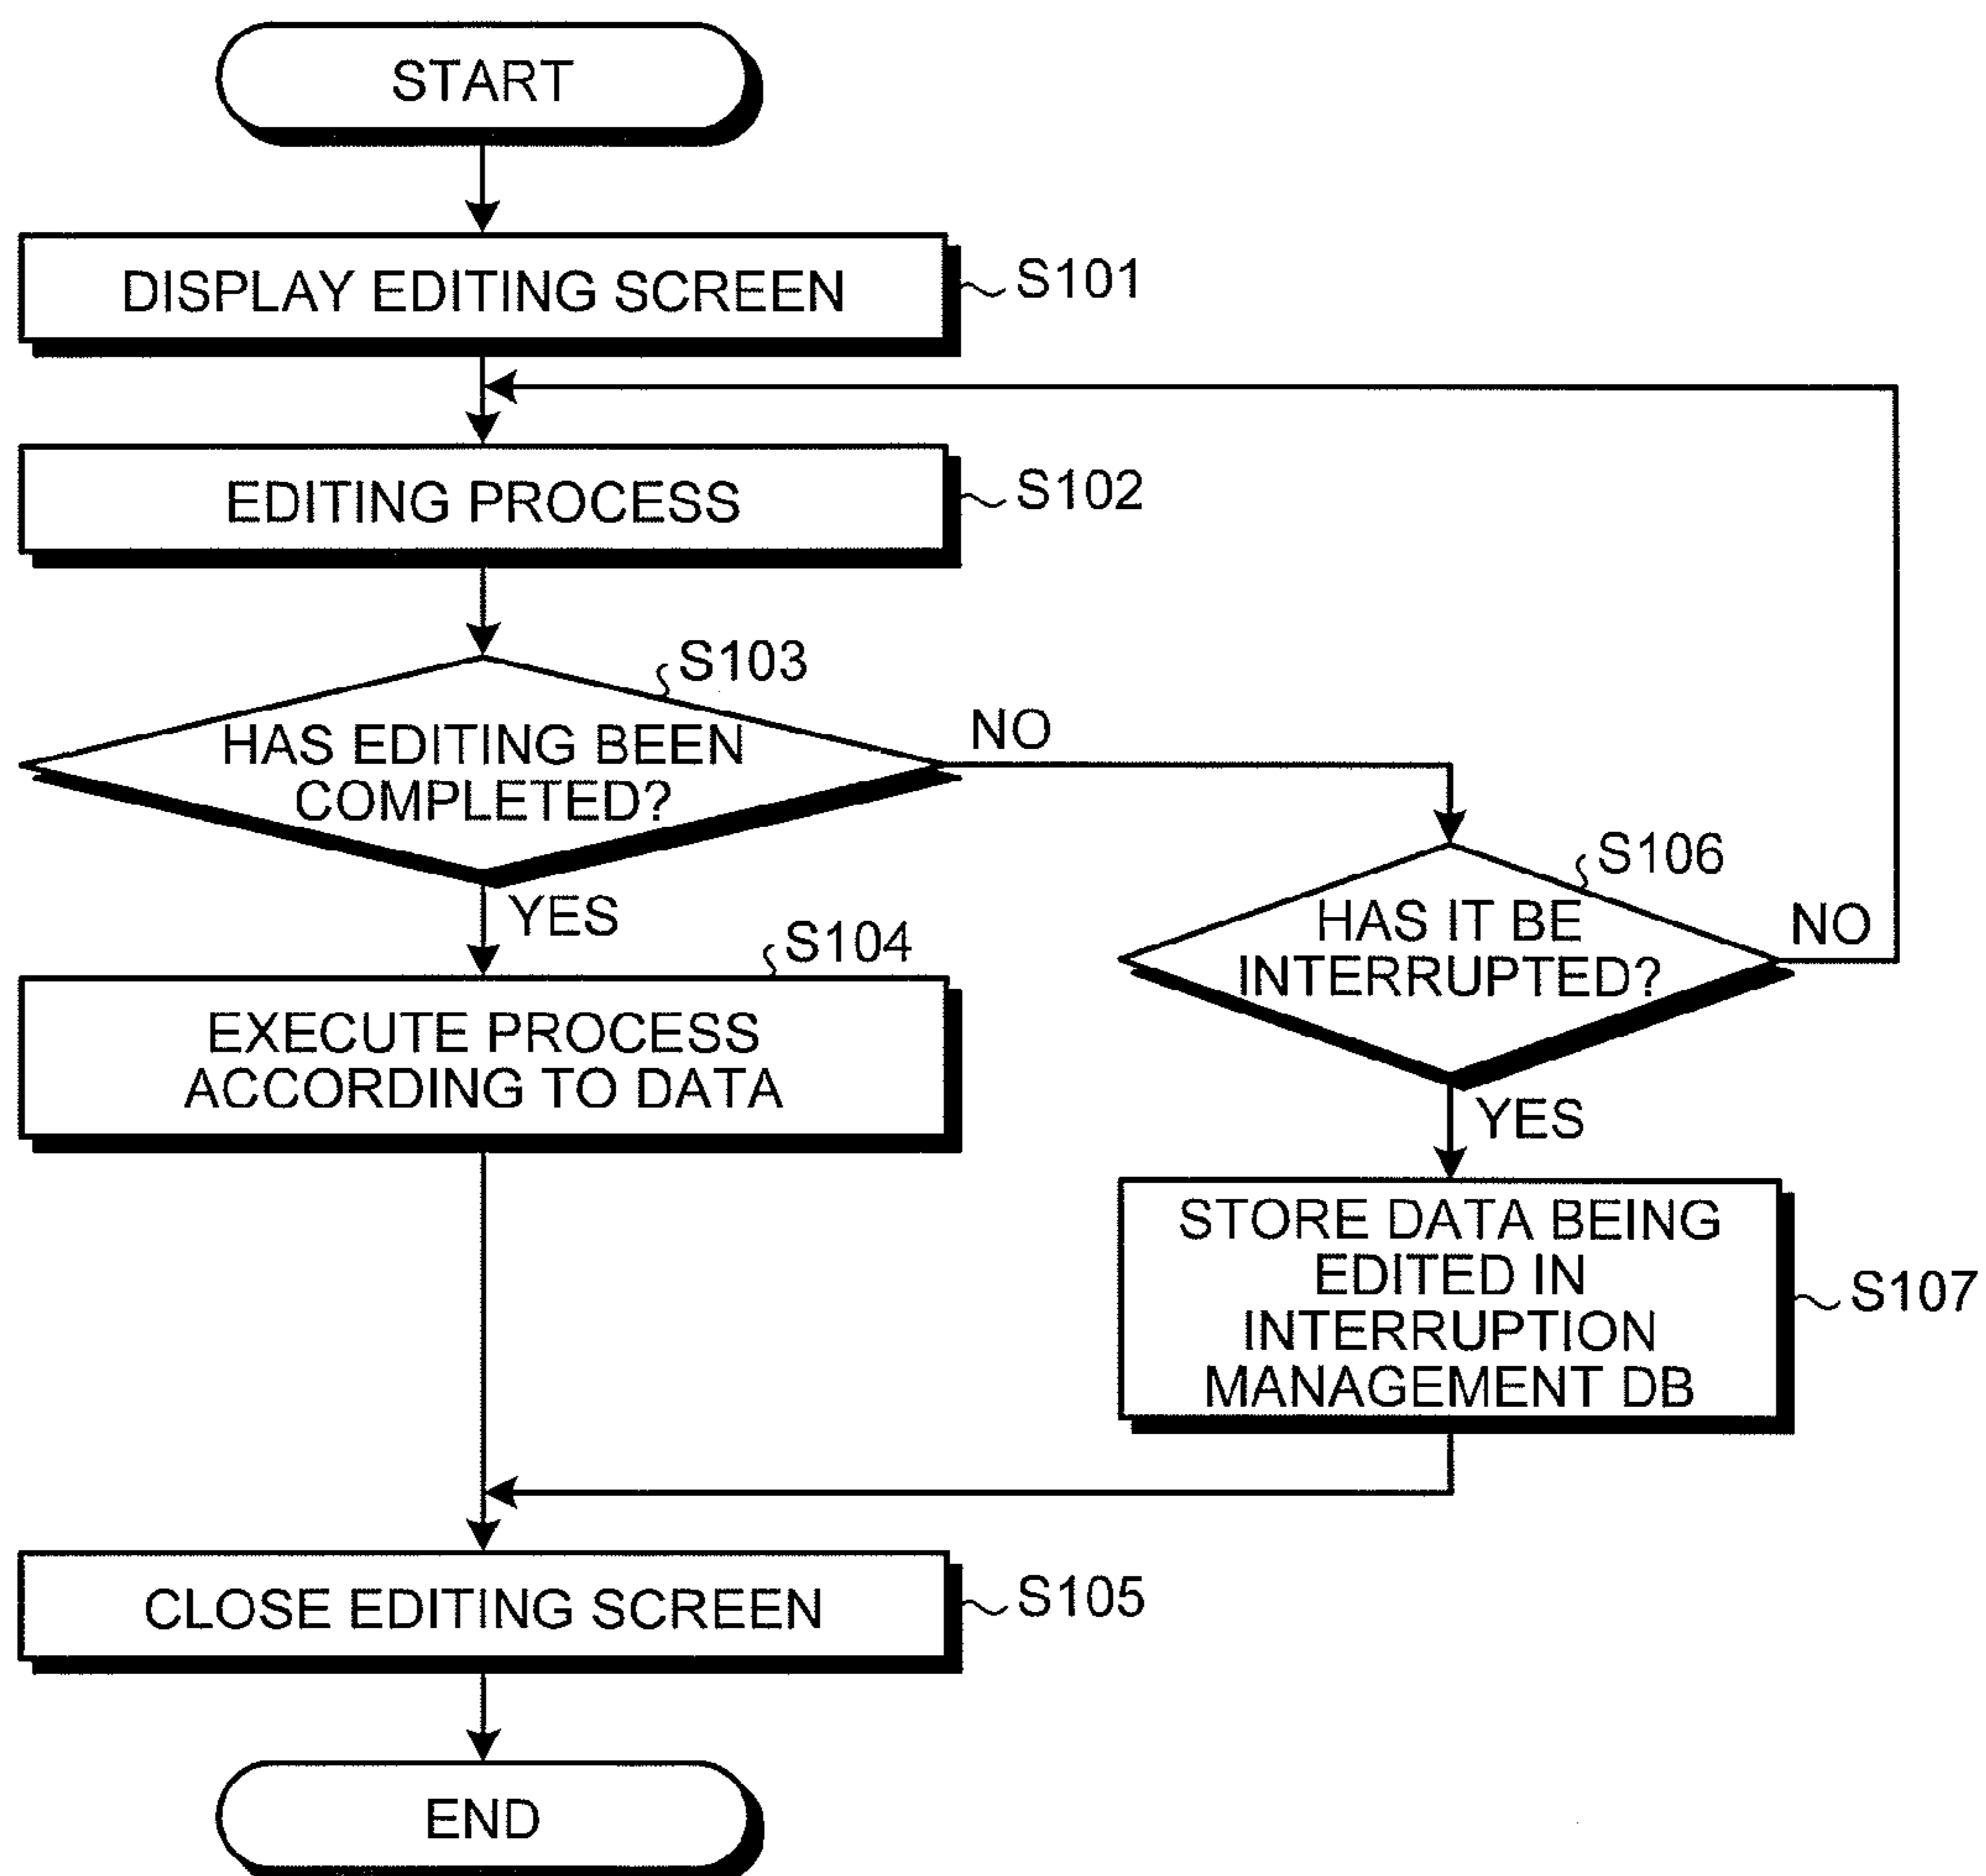 START
DISPLAY EDITING SCREEN
S101
EDITING PROCESS
S102
S103
HAS EDITING BEEN
COMPLETED?
NO
YES
S106
HAS IT BE
INTERRUPTED?
NO
YES
S104
EXECUTE PROCESS
ACCORDING TO DATA
STORE DATA BEING
EDITED IN
INTERRUPTION
MANAGEMENT DB
S107
CLOSE EDITING SCREEN
S105
END